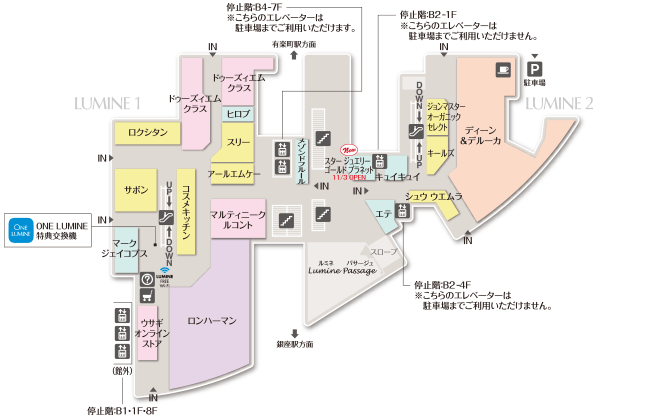 停止階:B4-7F
※こちらのエレベーターは
駐車場までご利用いただけます。
停止階:B2-1F
※こちらのエレベーターは
駐車場までご利用いただけません。
有楽町駅方面
IN
IN
P
駐車場
LUMINE 1
LUMINE 2
ドゥーズィエム
クラス
ドゥーズィエム
クラス
ヒロブ
ロクシタン
スリー
アールエムケー
メゾンドフルール
New
スター ジュエリー
ゴールド プラネット
11/3 OPEN
キュイキュイ
DOWN
UP
ジョンマスター
オーガニック
セレクト
キールズ
ディーン
&デルーカ
シュウ ウエムラ
IN
IN
IN
サボン
UP
DOWN
コスメキッチン
マルティニーク
ルコント
エテ
IN
IN
IN
ONE
LUMINE
ONE LUMINE
特典交換機
マーク
ジェイコブス
LUMINE
FREE
Wi-Fi
スロープ
ルミネ パサージュ
Lumine Passage
停止階:B2-4F
※こちらのエレベーターは
駐車場までご利用いただけません。
ウサギ
オンライン
ストア
ロンハーマン
銀座駅方面
(館外)
IN
停止階:B1・1F・8F